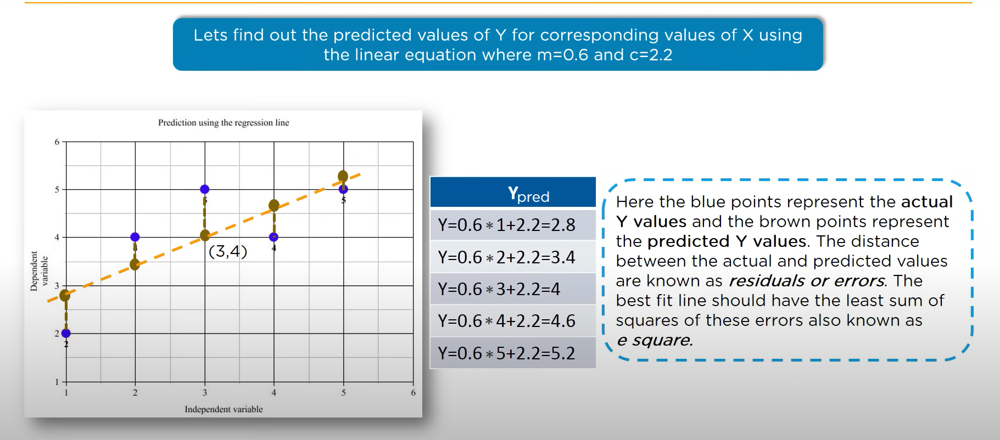 Lets find out the predicted values of Y for corresponding values of X using
the linear equation where m=0.6 and c=2.2
Prediction using the regression line
6
5
4
3
2
1
5
4
5
2
(3,4)
1
2
3
4
5
6
Dependent
variable
Independent variable
Ypred
Y=0.6*1+2.2=2.8
Y=0.6*2+2.2=3.4
Y=0.6*3+2.2=4
Y=0.6*4+2.2=4.6
Y=0.6*5+2.2=5.2
Here the blue points represent the actual
Y values and the brown points represent
the predicted Y values. The distance
between the actual and predicted values
are known as residuals or errors. The
best fit line should have the least sum of
squares of these errors also known as
e square.